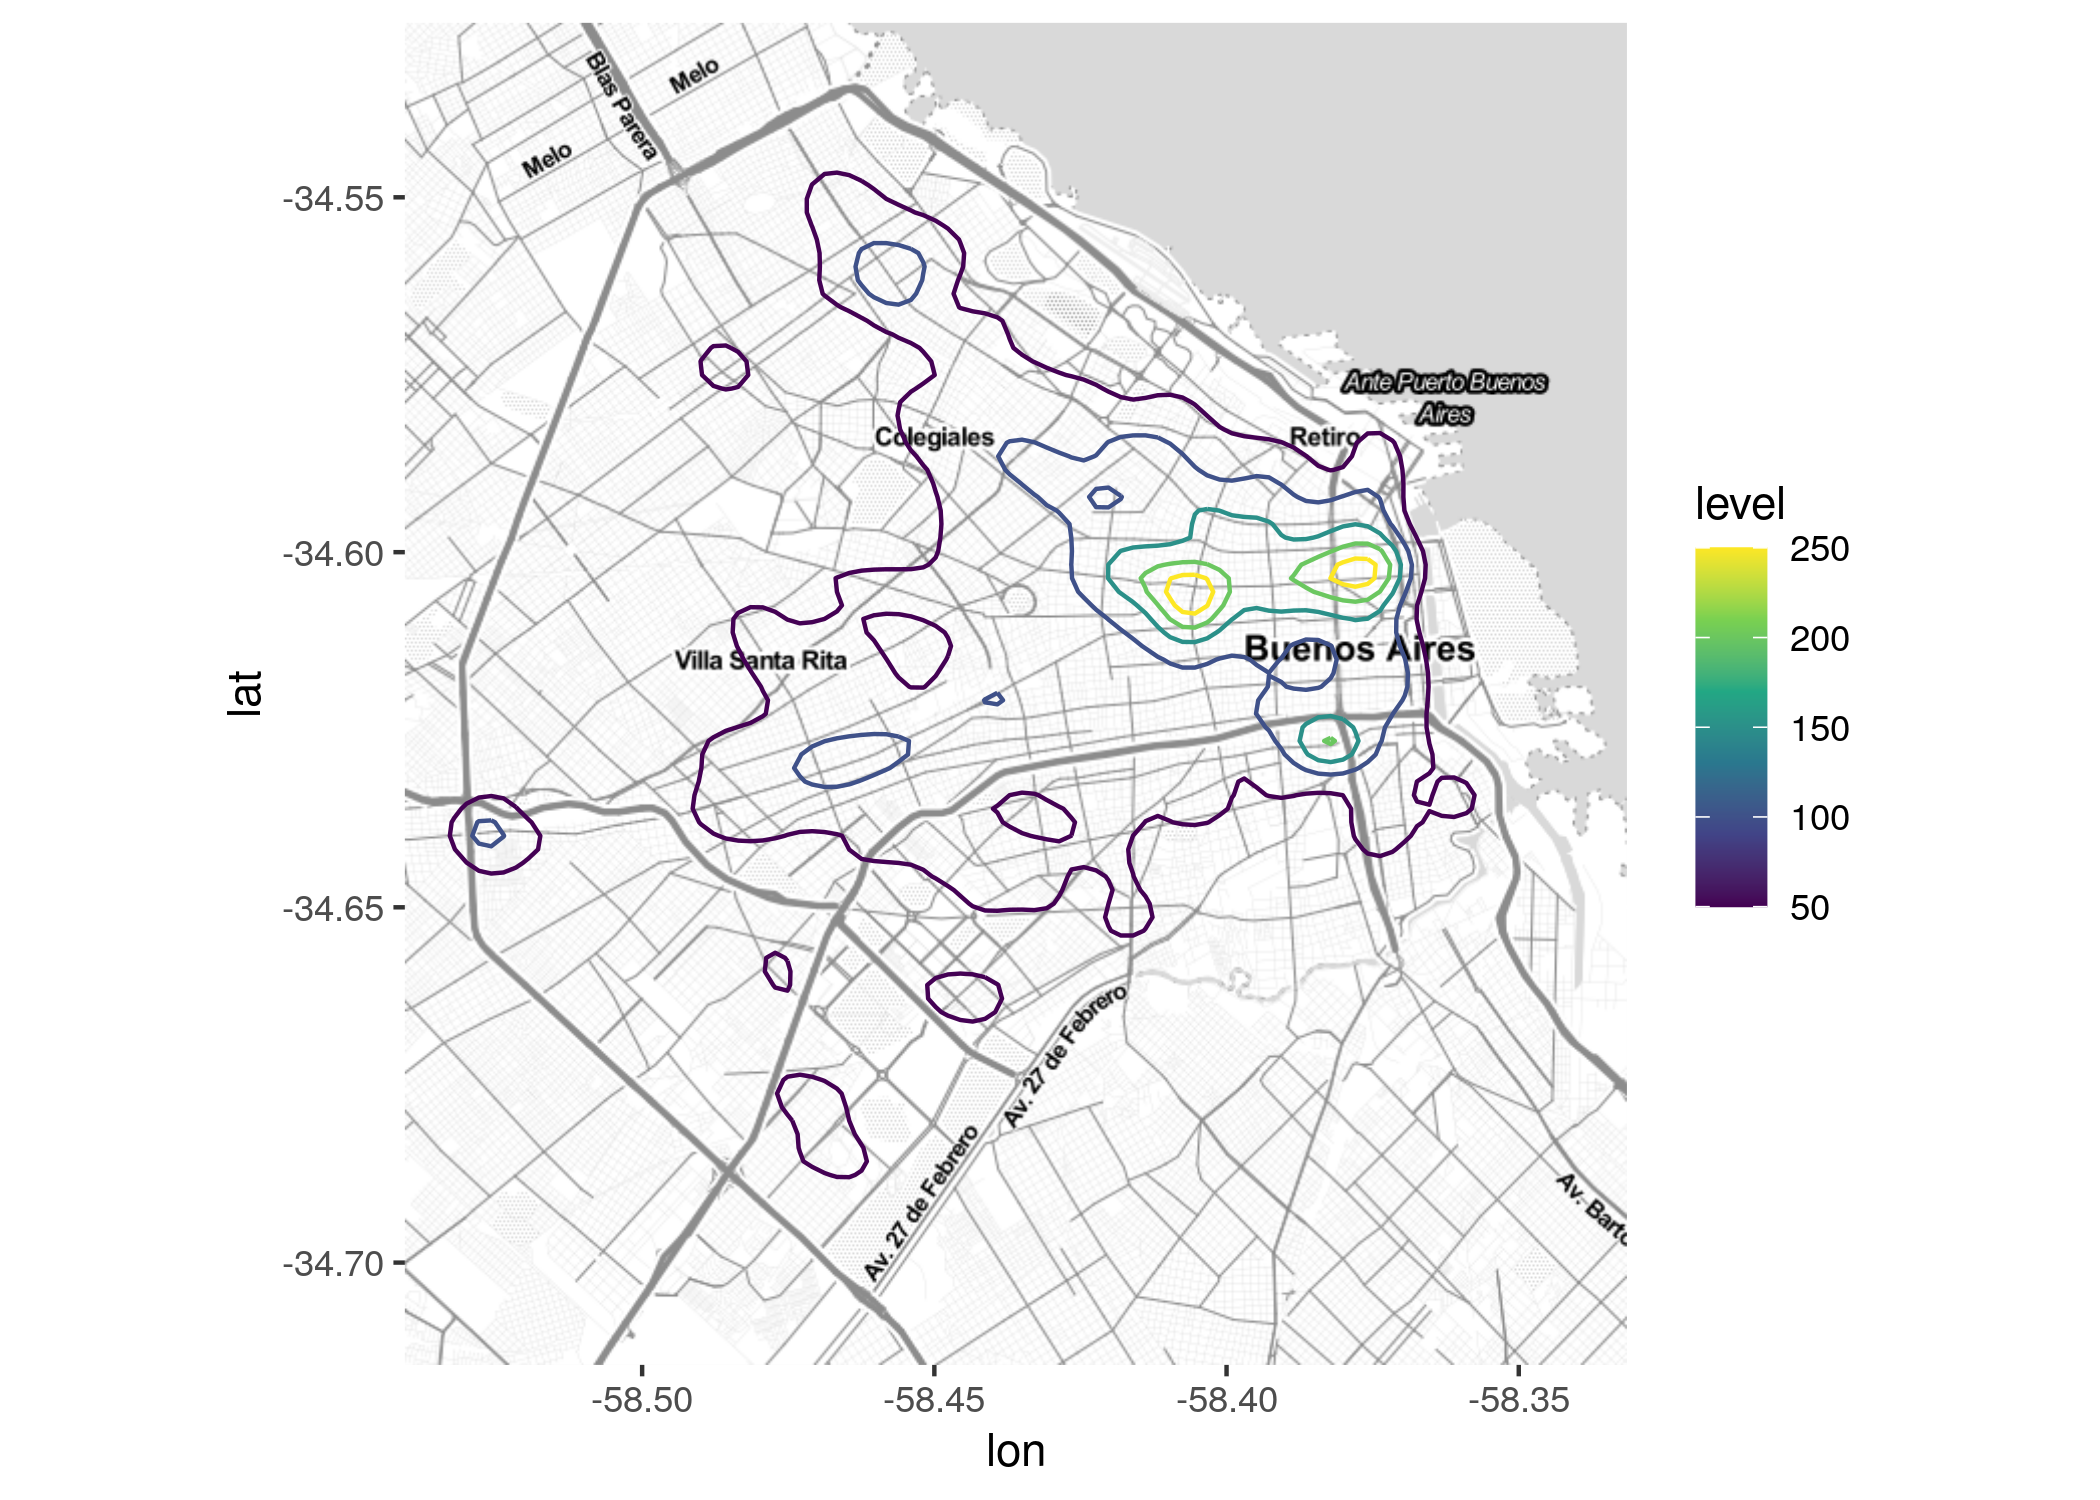 Blas Parera
Melo
Melo
Ante Puerto Buenos
Aires
Colegiales
Retiro
Villa Santa Rita
Buenos Aires
Av. 27 de Febrero
Av. 27 de Febrero
Av. Barto
-34.55
-34.60
-34.65
-34.70
lat
-58.50
-58.45
-58.40
-58.35
lon
level
250
200
150
100
50